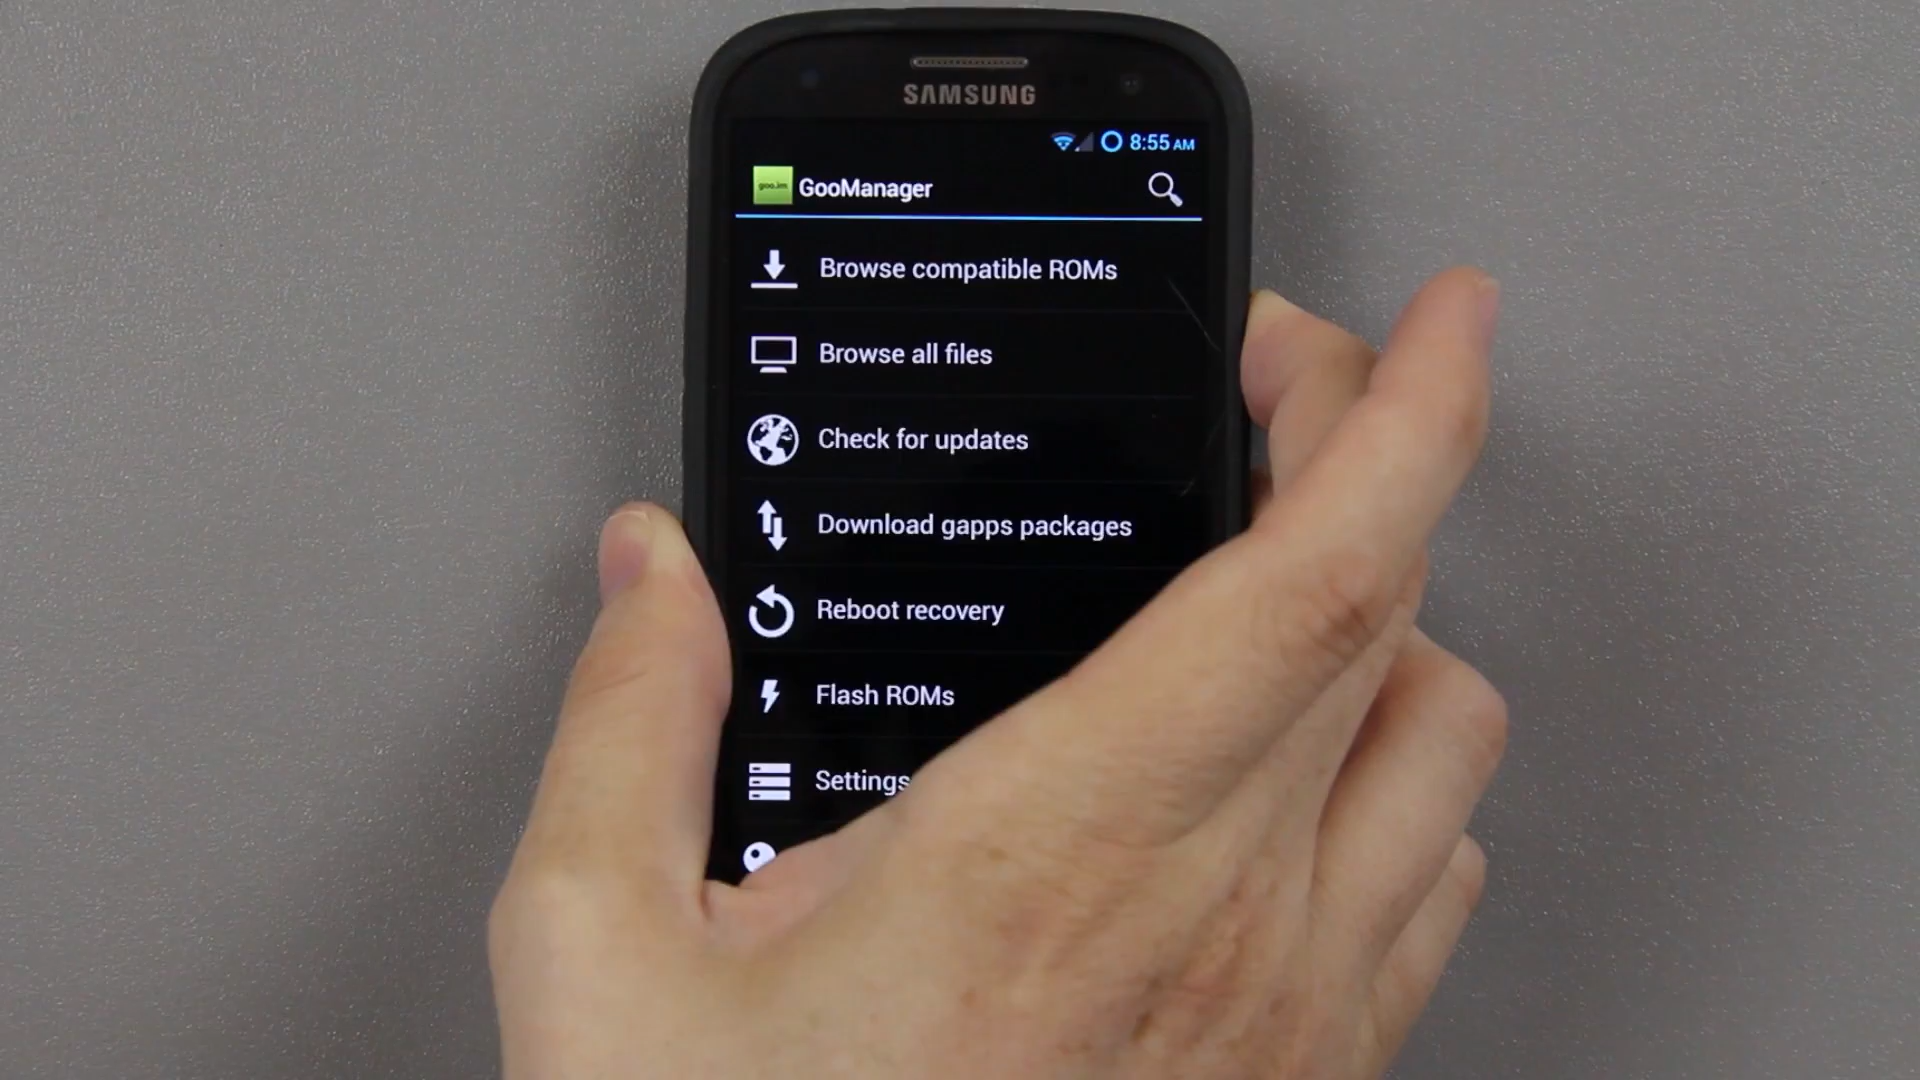 SAMSUNG
8:55 AM
goo.im
GooManager
Browse compatible ROMs
Browse all files
Check for updates
Download gapps packages
Reboot recovery
Flash ROMs
Settings